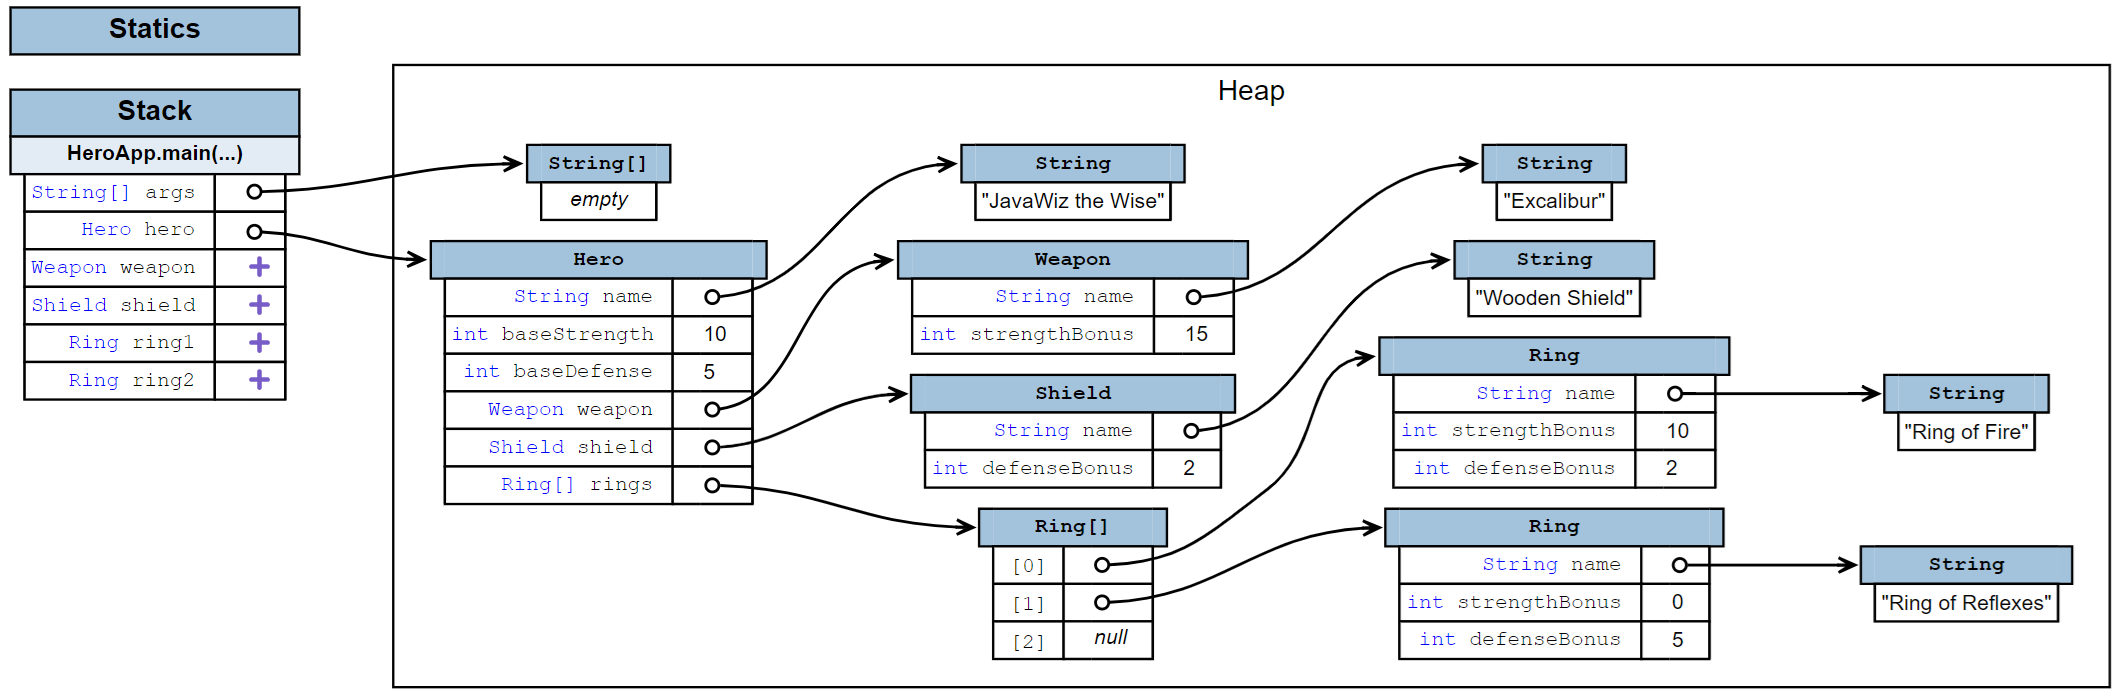 Statics
Stack
HeroApp.main(...)
String[] args
Hero hero
Weapon weapon +
Shield shield +
Ring ring1 +
Ring ring2 +
Heap
String[]
empty
String
"JavaWiz the Wise"
String
"Excalibur"
Hero
String name
int baseStrength 10
int baseDefense 5
Weapon weapon
Shield shield
Ring[] rings
Weapon
String name
int strengthBonus 15
String
"Wooden Shield"
Shield
String name
int defenseBonus 2
Ring
String name
int strengthBonus 10
int defenseBonus 2
String
"Ring of Fire"
Ring[]
[0]
[1]
[2] null
Ring
String name
int strengthBonus 0
int defenseBonus 5
String
"Ring of Reflexes"